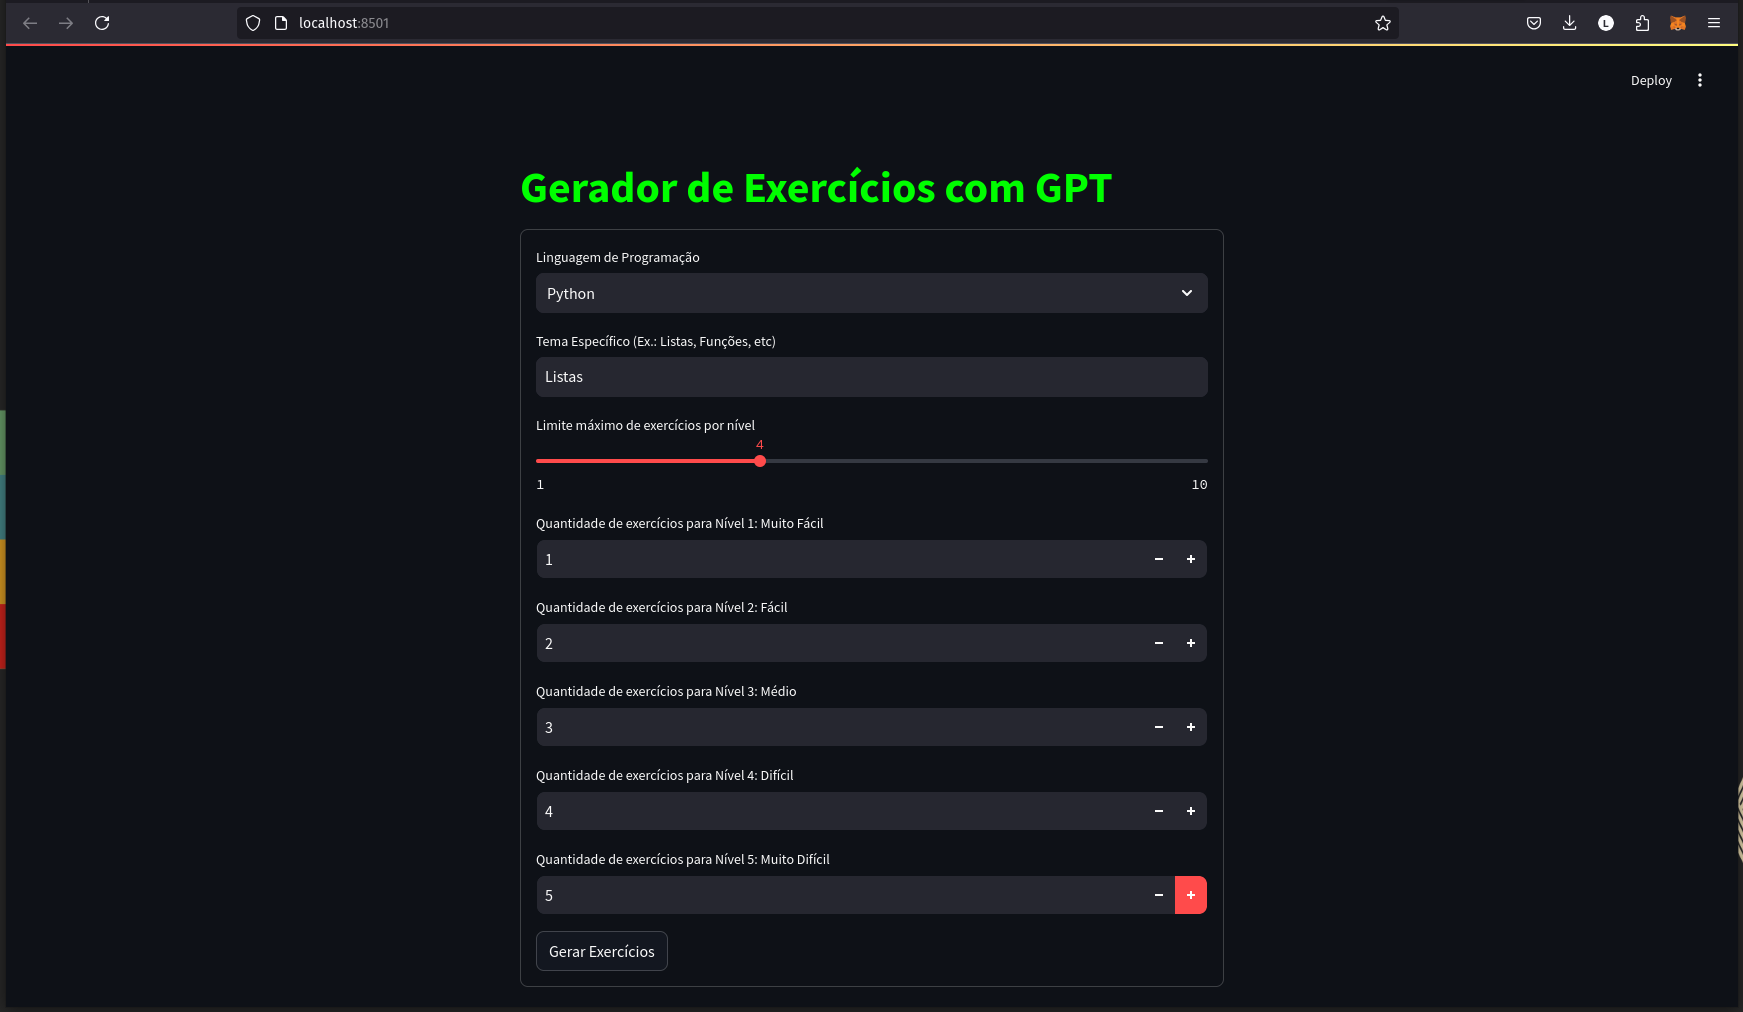 localhost:8501
L
Deploy
Gerador de Exercícios com GPT
Linguagem de Programação
Python
Tema Específico (Ex.: Listas, Funções, etc)
Listas
Limite máximo de exercícios por nível
4
1 10
Quantidade de exercícios para Nível 1: Muito Fácil
1 − +
Quantidade de exercícios para Nível 2: Fácil
2 − +
Quantidade de exercícios para Nível 3: Médio
3 − +
Quantidade de exercícios para Nível 4: Difícil
4 − +
Quantidade de exercícios para Nível 5: Muito Difícil
5 − +
Gerar Exercícios